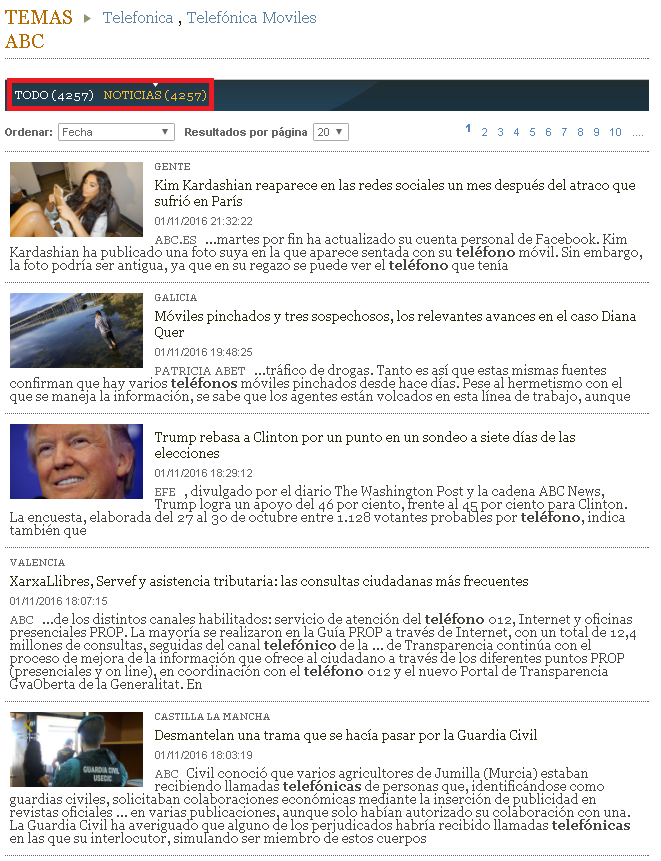 TEMAS ▸ Telefonica , Telefónica Moviles
ABC
TODO (4257) NOTICIAS (4257)
Ordenar: Fecha ▼ Resultados por página 20 ▼ 1 2 3 4 5 6 7 8 9 10 ....
GENTE
Kim Kardashian reaparece en las redes sociales un mes después del atraco que
sufrió en París
01/11/2016 21:32:22
ABC.ES ...martes por fin ha actualizado su cuenta personal de Facebook. Kim
Kardashian ha publicado una foto suya en la que aparece sentada con su teléfono móvil. Sin embargo,
la foto podría ser antigua, ya que en su regazo se puede ver el teléfono que tenía
GALICIA
Móviles pinchados y tres sospechosos, los relevantes avances en el caso Diana
Quer
01/11/2016 19:48:25
PATRICIA ABET ...tráfico de drogas. Tanto es así que estas mismas fuentes
confirman que hay varios teléfonos móviles pinchados desde hace días. Pese al hermetismo con el
que se maneja la información, se sabe que los agentes están volcados en esta línea de trabajo, aunque
Trump rebasa a Clinton por un punto en un sondeo a siete días de las
elecciones
01/11/2016 18:29:12
EFE , divulgado por el diario The Washington Post y la cadena ABC News,
Trump logra un apoyo del 46 por ciento, frente al 45 por ciento para Clinton.
La encuesta, elaborada del 27 al 30 de octubre entre 1.128 votantes probables por teléfono, indica
también que
VALENCIA
XarxaLlibres, Servef y asistencia tributaria: las consultas ciudadanas más frecuentes
01/11/2016 18:07:15
ABC ...de los distintos canales habilitados: servicio de atención del teléfono 012, Internet y oficinas
presenciales PROP. La mayoría se realizaron en la Guía PROP a través de Internet, con un total de 12,4
millones de consultas, seguidas del canal telefónico de la ... de Transparencia continúa con el
proceso de mejora de la información que ofrece al ciudadano a través de los diferentes puntos PROP
(presenciales y on line), en coordinación con el teléfono 012 y el nuevo Portal de Transparencia
GvaOberta de la Generalitat. En
CASTILLA LA MANCHA
Desmantelan una trama que se hacía pasar por la Guardia Civil
01/11/2016 18:03:19
GUARDIA CIVIL
USECIC
ABC Civil conoció que varios agricultores de Jumilla (Murcia) estaban
recibiendo llamadas telefónicas de personas que, identificándose como
guardias civiles, solicitaban colaboraciones económicas mediante la inserción de publicidad en
revistas oficiales ... en varias publicaciones, aunque solo habían autorizado su colaboración con una.
La Guardia Civil ha averiguado que alguno de los perjudicados habría recibido llamadas telefónicas
en las que su interlocutor, simulando ser miembro de estos cuerpos